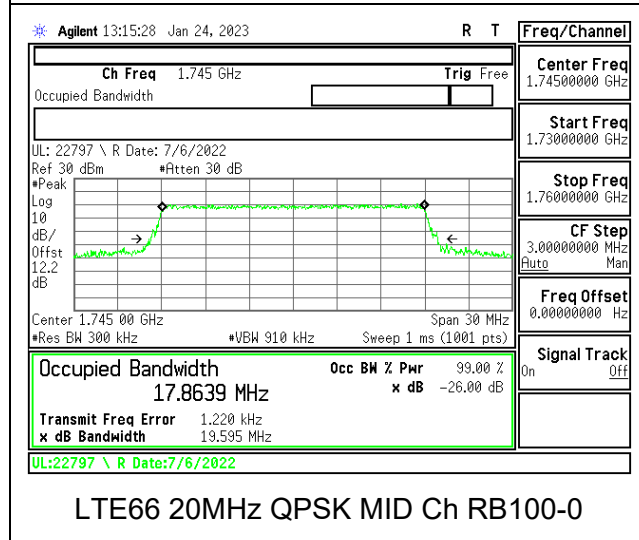 Agilent 13:15:28 Jan 24, 2023 R T
Freq/Channel
Ch Freq 1.745 GHz Trig Free
Occupied Bandwidth
Center Freq
1.74500000 GHz
Start Freq
1.73000000 GHz
UL: 22797 \ R Date: 7/6/2022
Ref 30 dBm #Atten 30 dB
#Peak
Log
10
dB/
Offst
12.2
dB
Stop Freq
1.76000000 GHz
CF Step
3.00000000 MHz
Auto Man
Freq Offset
0.00000000 Hz
Center 1.745 00 GHz Span 30 MHz
#Res BW 300 kHz #VBW 910 kHz Sweep 1 ms (1001 pts)
Signal Track
On Off
Occupied Bandwidth Occ BW % Pwr 99.00 %
17.8639 MHz x dB -26.00 dB
Transmit Freq Error 1.220 kHz
x dB Bandwidth 19.595 MHz
UL:22797 \ R Date:7/6/2022
LTE66 20MHz QPSK MID Ch RB100-0